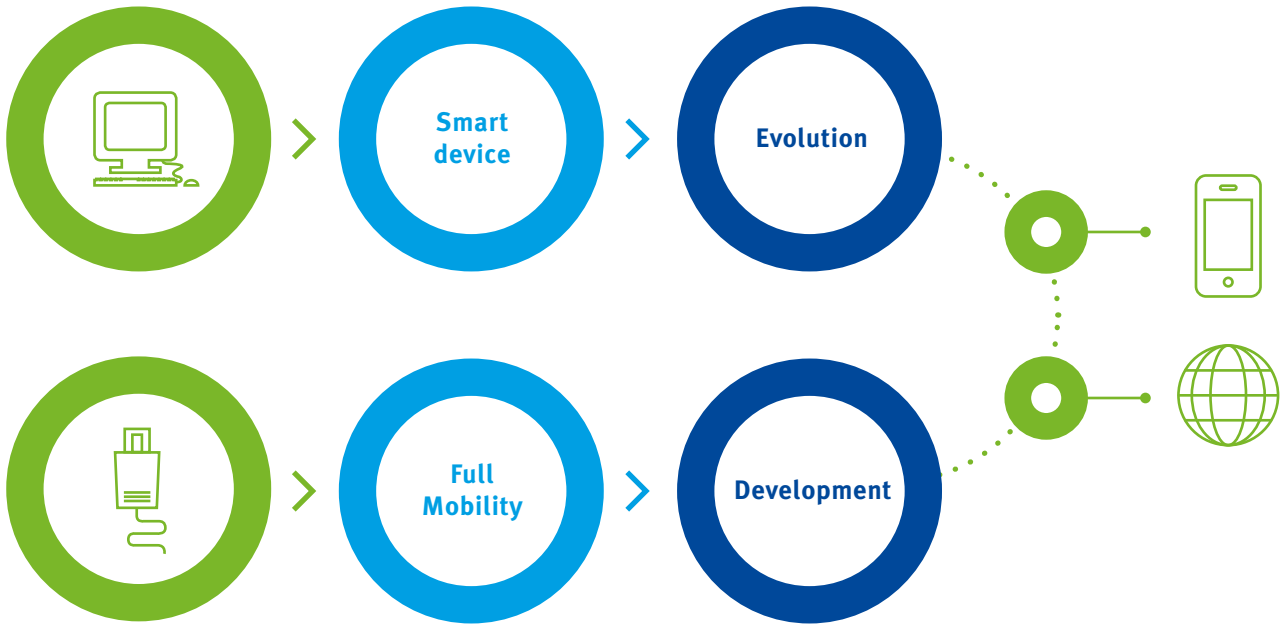 Smart
device
Evolution
Full
Mobility
Development